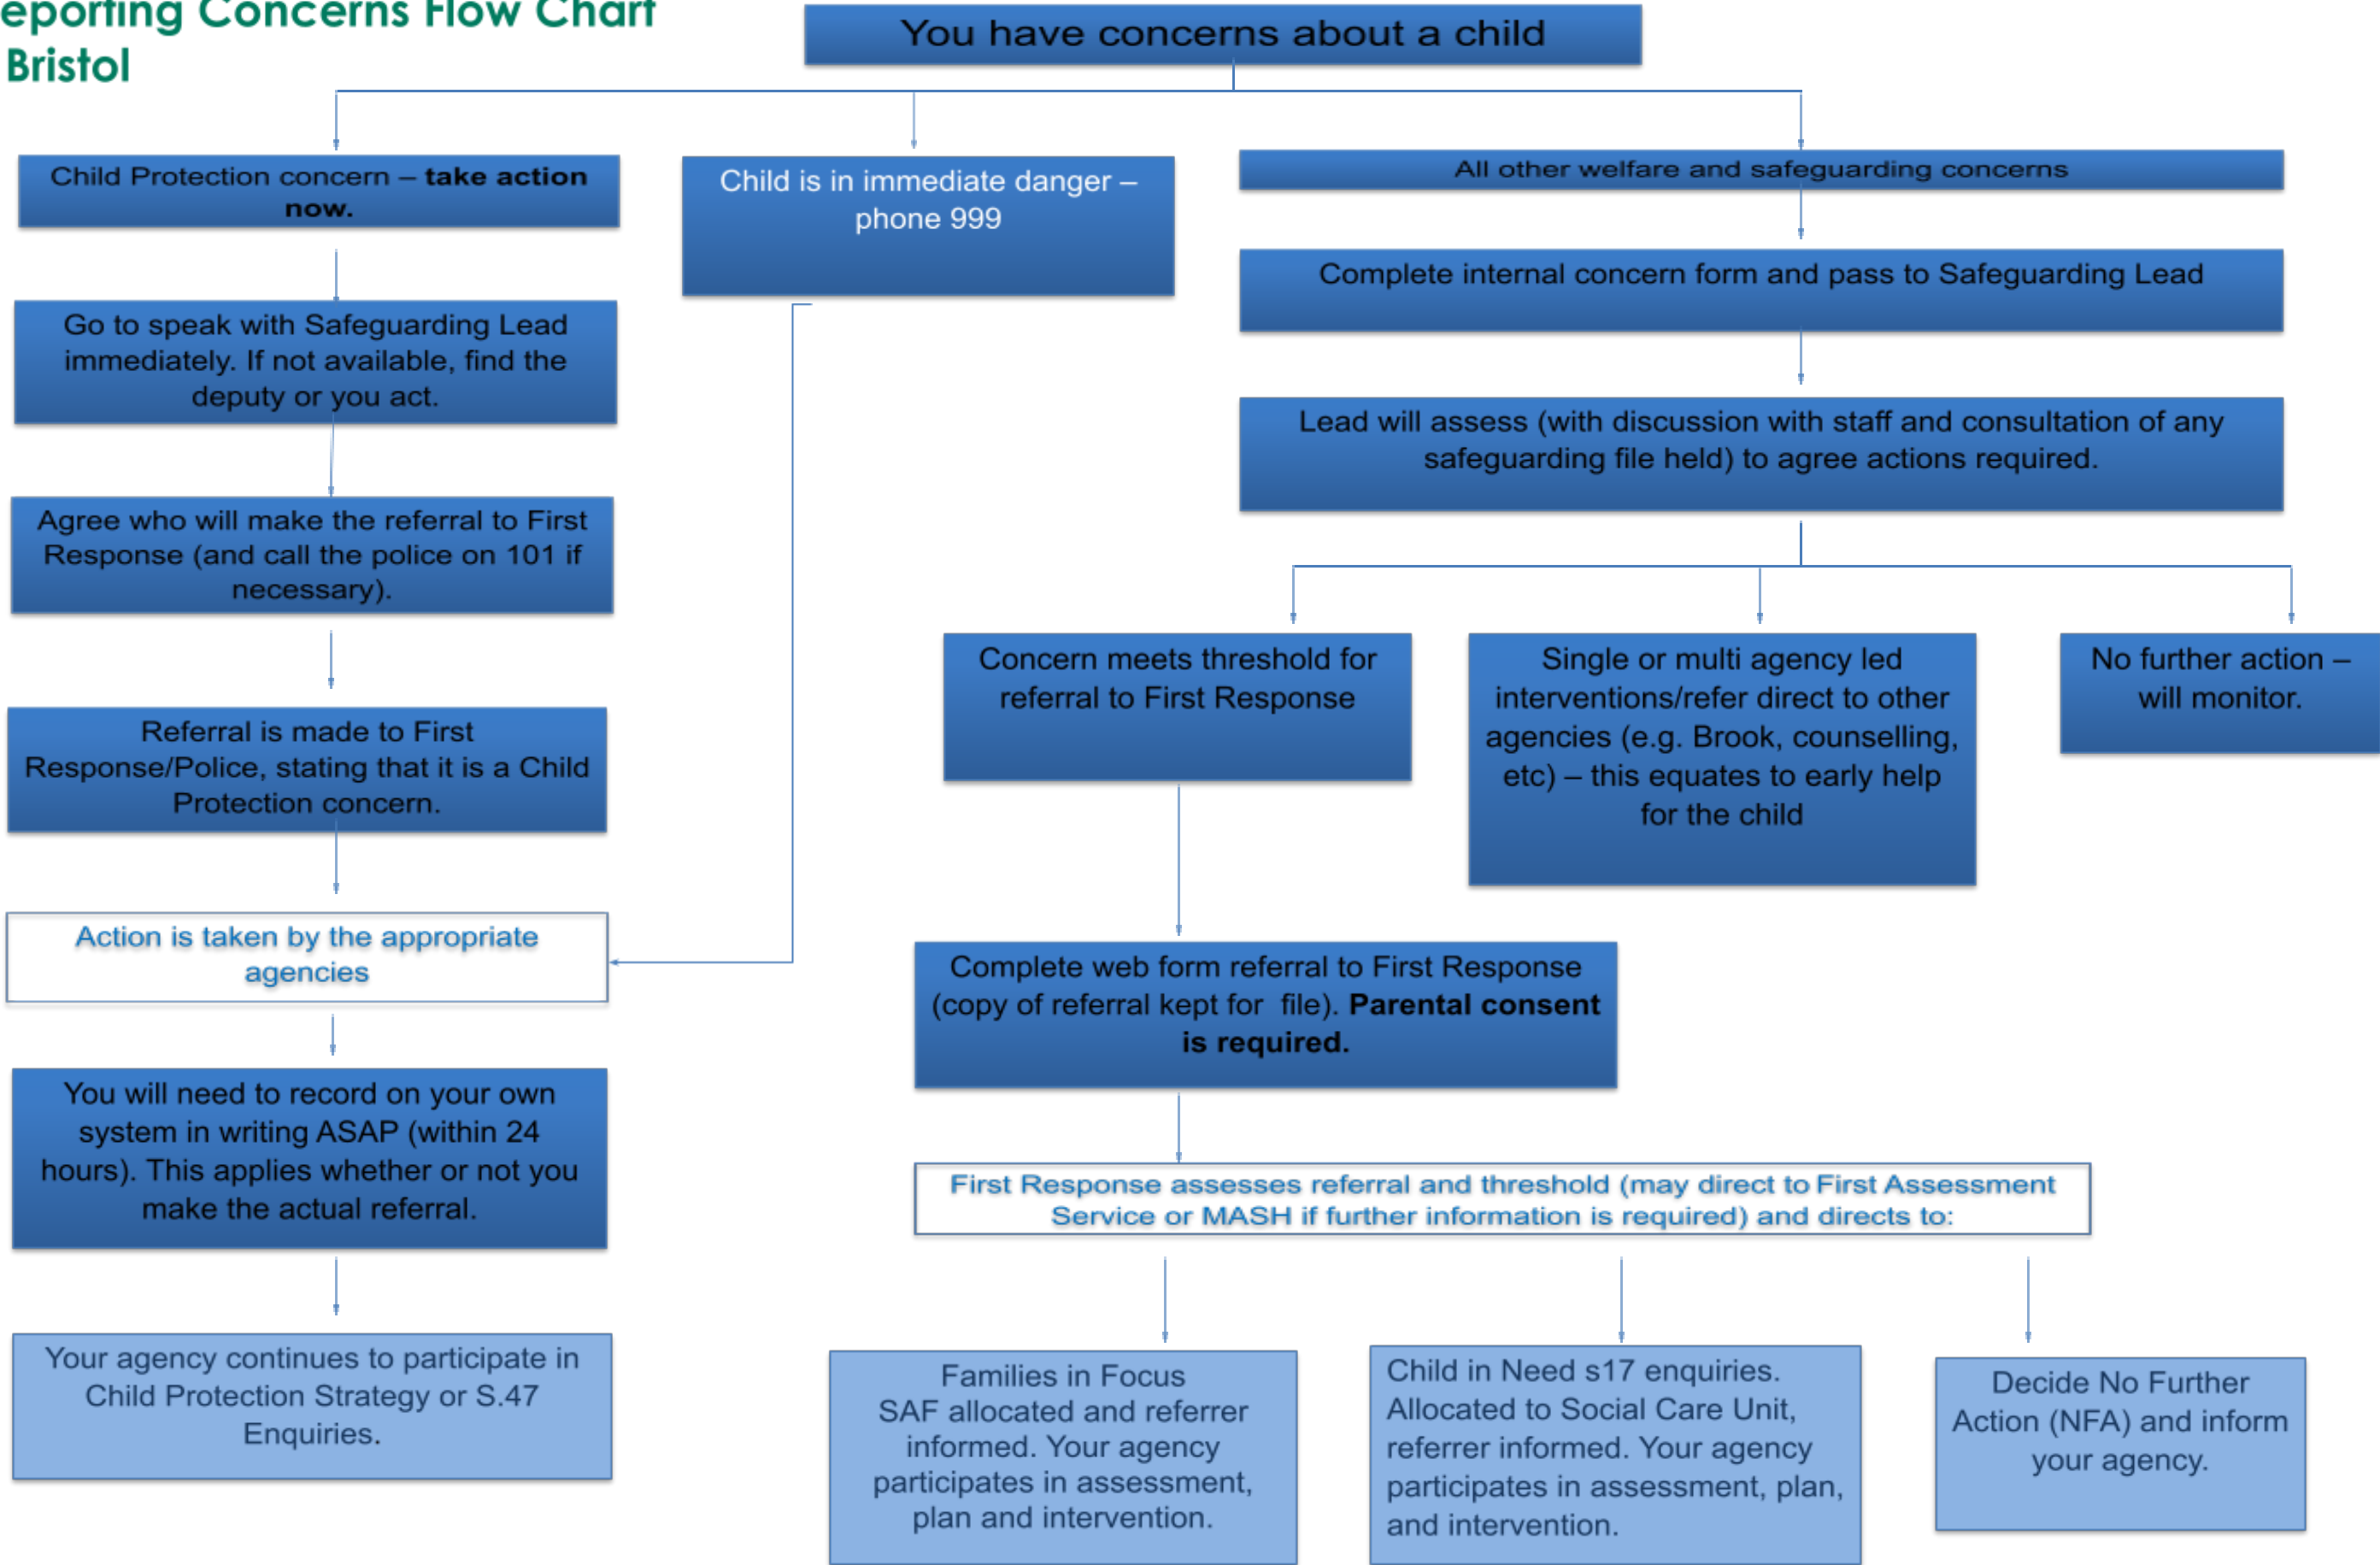 eporting Concerns Flow Chart
Bristol
You have concerns about a child
Child Protection concern – take action
now.
Child is in immediate danger –
phone 999
All other welfare and safeguarding concerns
Go to speak with Safeguarding Lead
immediately. If not available, find the
deputy or you act.
Complete internal concern form and pass to Safeguarding Lead
Lead will assess (with discussion with staff and consultation of any
safeguarding file held) to agree actions required.
Agree who will make the referral to First
Response (and call the police on 101 if
necessary).
Concern meets threshold for
referral to First Response
Single or multi agency led
interventions/refer direct to other
agencies (e.g. Brook, counselling,
etc) – this equates to early help
for the child
No further action –
will monitor.
Referral is made to First
Response/Police, stating that it is a Child
Protection concern.
Action is taken by the appropriate
agencies
Complete web form referral to First Response
(copy of referral kept for file). Parental consent
is required.
You will need to record on your own
system in writing ASAP (within 24
hours). This applies whether or not you
make the actual referral.
First Response assesses referral and threshold (may direct to First Assessment
Service or MASH if further information is required) and directs to:
Your agency continues to participate in
Child Protection Strategy or S.47
Enquiries.
Families in Focus
SAF allocated and referrer
informed. Your agency
participates in assessment,
plan and intervention.
Child in Need s17 enquiries.
Allocated to Social Care Unit,
referrer informed. Your agency
participates in assessment, plan,
and intervention.
Decide No Further
Action (NFA) and inform
your agency.